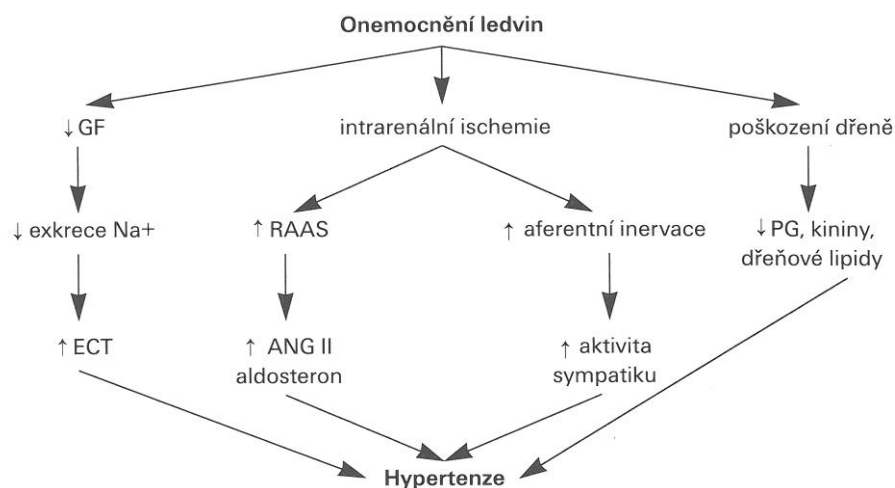 Onemocnění ledvin
↓ GF
intrarenální ischemie
poškození dřeně
↓ exkrece Na+
↑ RAAS
↑ aferentní inervace
↓ PG, kininy,
dřeňové lipidy
↑ ECT
↑ ANG II
aldosteron
↑ aktivita
sympatiku
Hypertenze